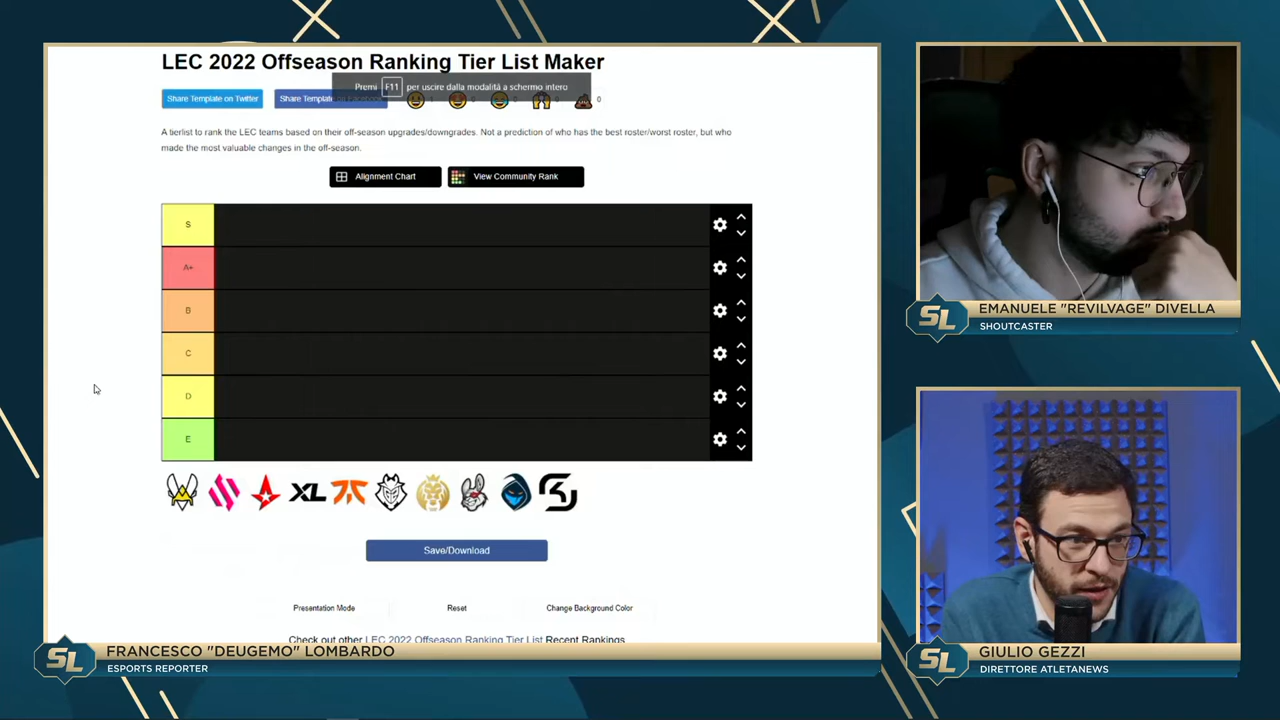 LEC 2022 Offseason Ranking Tier List Maker
Premi F11 per uscire dalla modalità a schermo intero
Share Template on Twitter
Share Template on
0
A tierlist to rank the LEC teams based on their off-season upgrades/downgrades. Not a prediction of who has the best roster/worst roster, but who
made the most valuable changes in the off-season.
Alignment Chart
View Community Rank
S
A+
B
C
D
E
XL
Save/Download
Presentation Mode
Reset
Change Background Color
Check out other LEC 2022 Offseason Ranking Tier List Recent Rankings
SL
EMANUELE "REVILVAGE" DIVELLA
SHOUTCASTER
SL
FRANCESCO "DEUGEMO" LOMBARDO
ESPORTS REPORTER
SL
GIULIO GEZZI
DIRETTORE ATLETANEWS